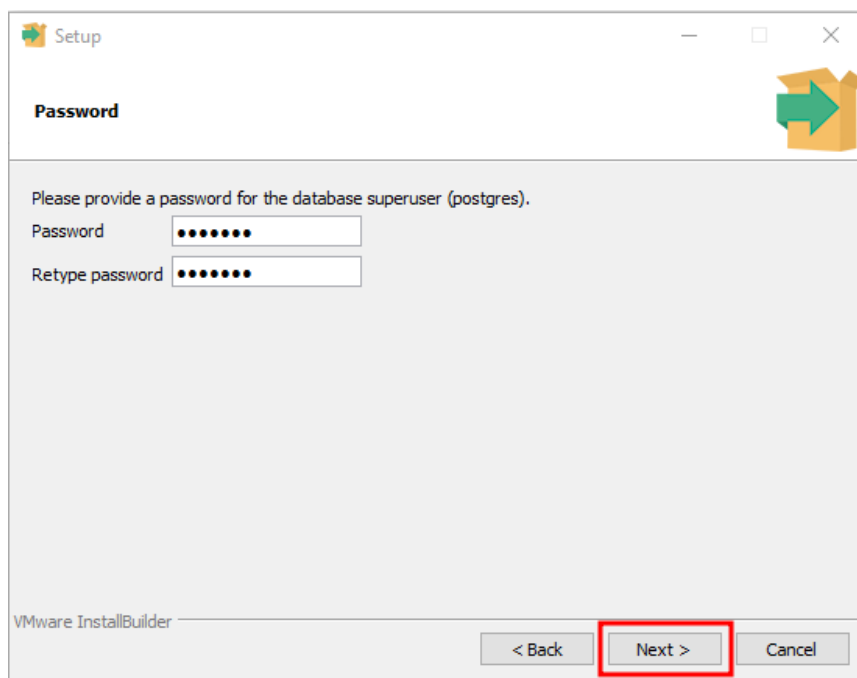 Setup
Password
Please provide a password for the database superuser (postgres).
Password •••••••
Retype password •••••••
VMware InstallBuilder
< Back Next > Cancel